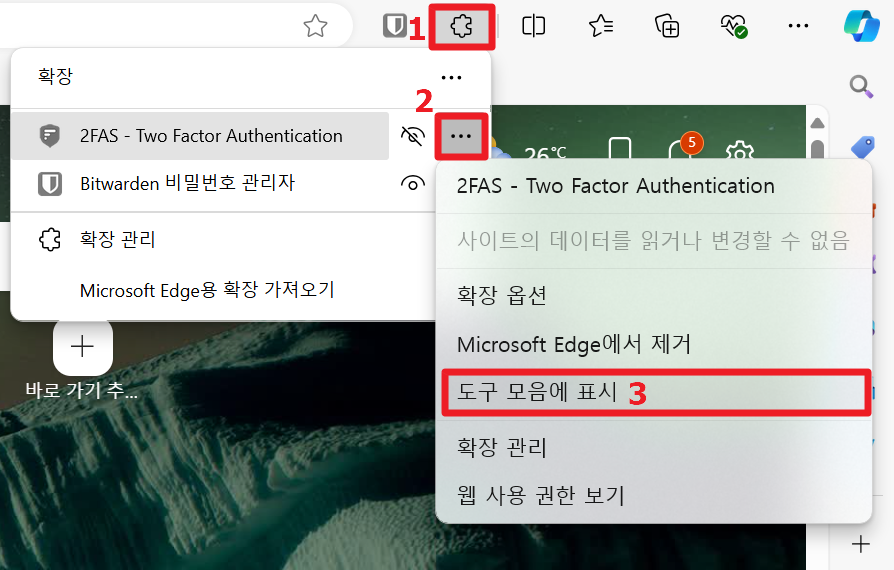 1
확장
2
2FAS - Two Factor Authentication
Bitwarden 비밀번호 관리자
확장 관리
Microsoft Edge용 확장 가져오기
바로 가기 추...
26°C
5
2FAS - Two Factor Authentication
사이트의 데이터를 읽거나 변경할 수 없음
확장 옵션
Microsoft Edge에서 제거
도구 모음에 표시 3
확장 관리
웹 사용 권한 보기